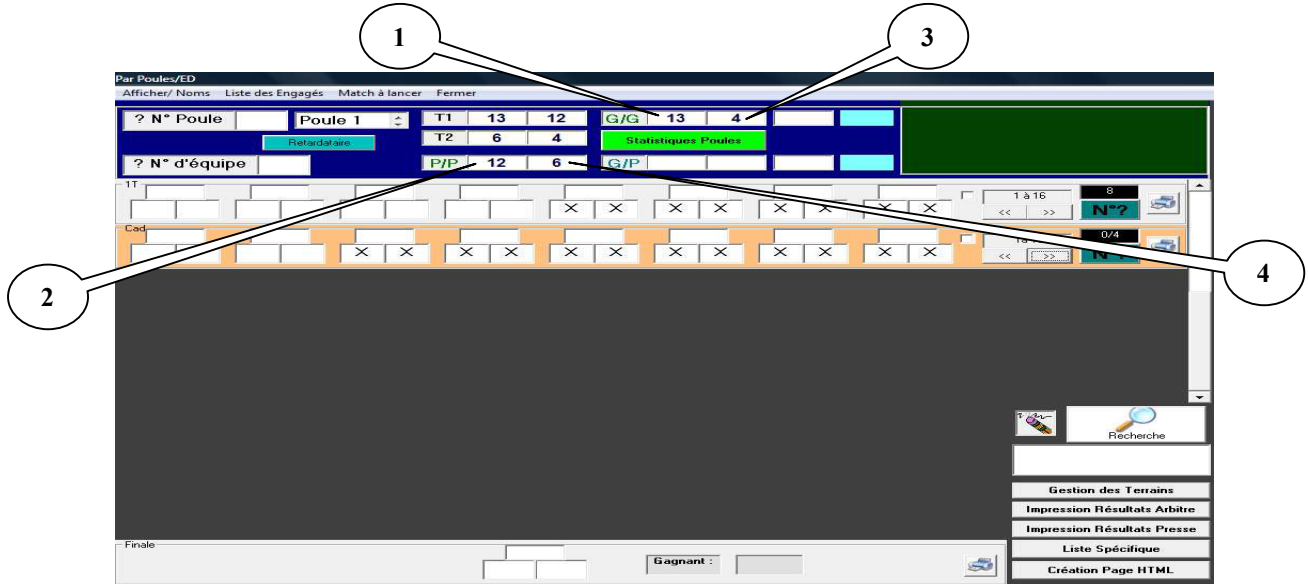 1 3
Par Poules/ED
Afficher/ Noms Liste des Engagés Match à lancer Fermer
? N° Poule Poule 1 T1 13 12 G/G 13 4
Retardataire T2 6 4 Statistiques Poules
? N° d'équipe P/P 12 6 G/P
1T 1 à 16 8
X X X X X X X X << >> N°?
Cad 0/4
X X X X X X X X X X X X << >>
2 4
Recherche
Gestion des Terrains
Impression Résultats Arbitre
Impression Résultats Presse
Liste Spécifique
Création Page HTML
Finale Gagnant :